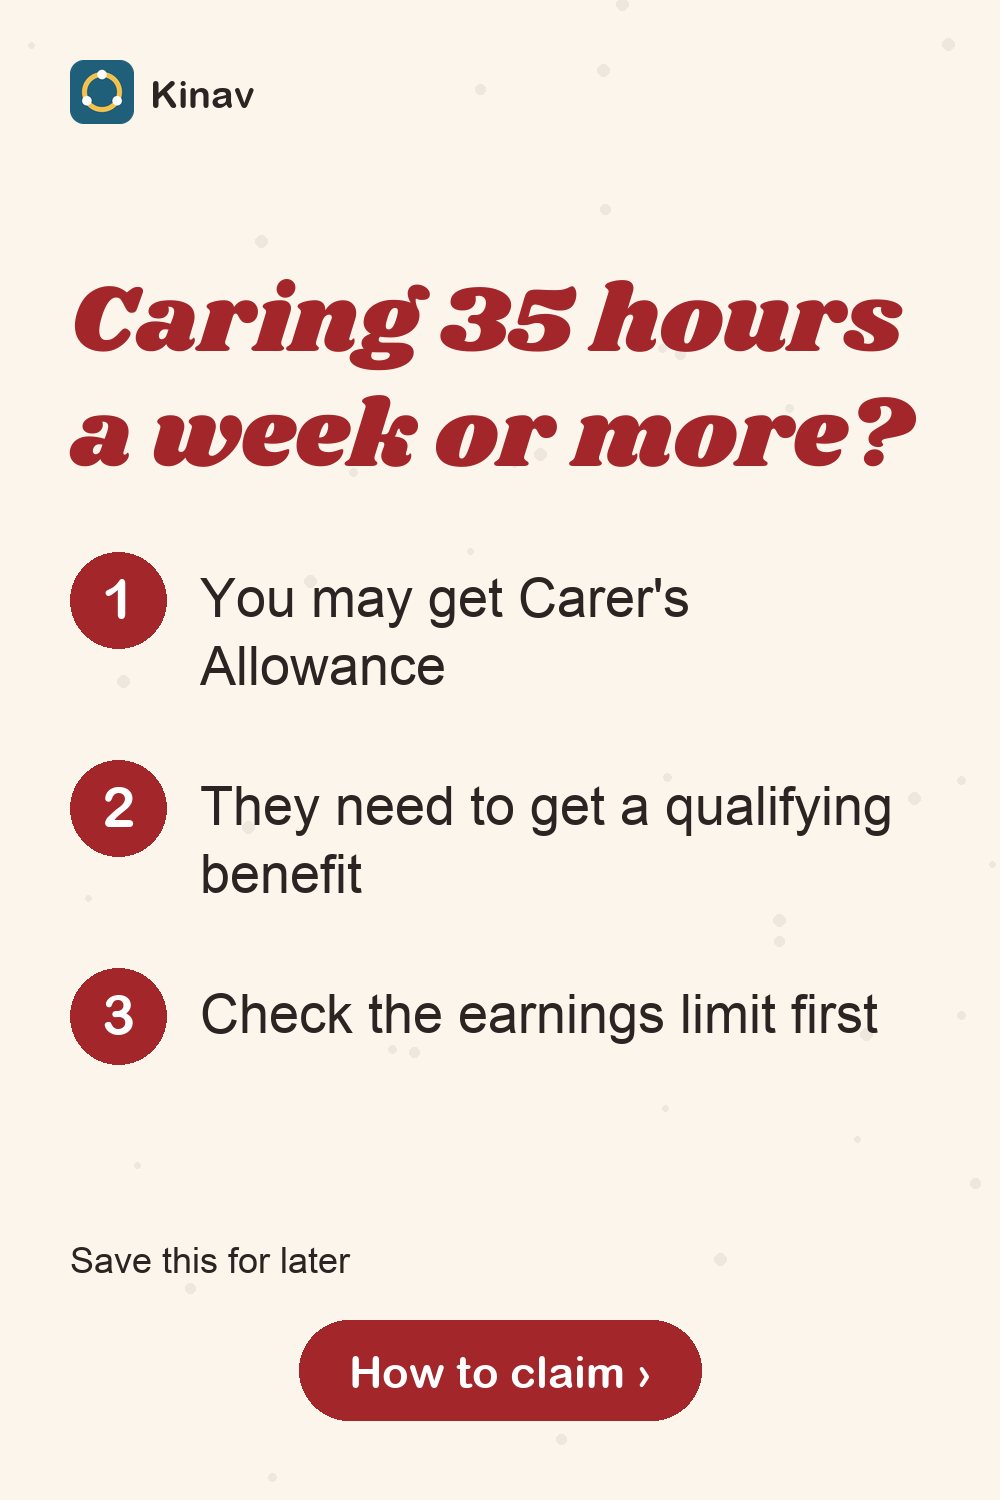 Kinav
Caring 35 hours
a week or more?
1 You may get Carer's
Allowance
2 They need to get a qualifying
benefit
3 Check the earnings limit first
Save this for later
How to claim ›